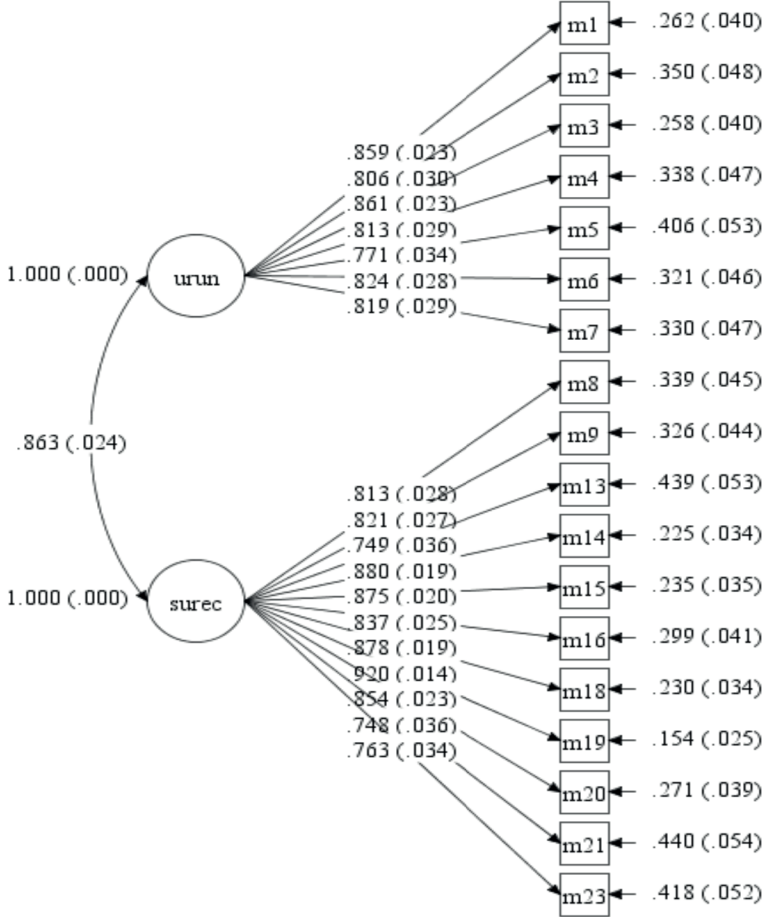 m1 .262 (.040)
m2 .350 (.048)
m3 .258 (.040)
.859 (.023)
.806 (.030)
m4 .338 (.047)
.861 (.023)
.813 (.029)
m5 .406 (.053)
.771 (.034)
1.000 (.000) urun
.824 (.028)
m6 .321 (.046)
.819 (.029)
m7 .330 (.047)
m8 .339 (.045)
m9 .326 (.044)
.863 (.024)
m13 .439 (.053)
.813 (.028)
.821 (.027)
m14 .225 (.034)
.749 (.036)
.880 (.019)
m15 .235 (.035)
.875 (.020)
1.000 (.000) surec
.837 (.025)
m16 .299 (.041)
.878 (.019)
.920 (.014)
m18 .230 (.034)
.854 (.023)
.748 (.036)
m19 .154 (.025)
.763 (.034)
m20 .271 (.039)
m21 .440 (.054)
m23 .418 (.052)